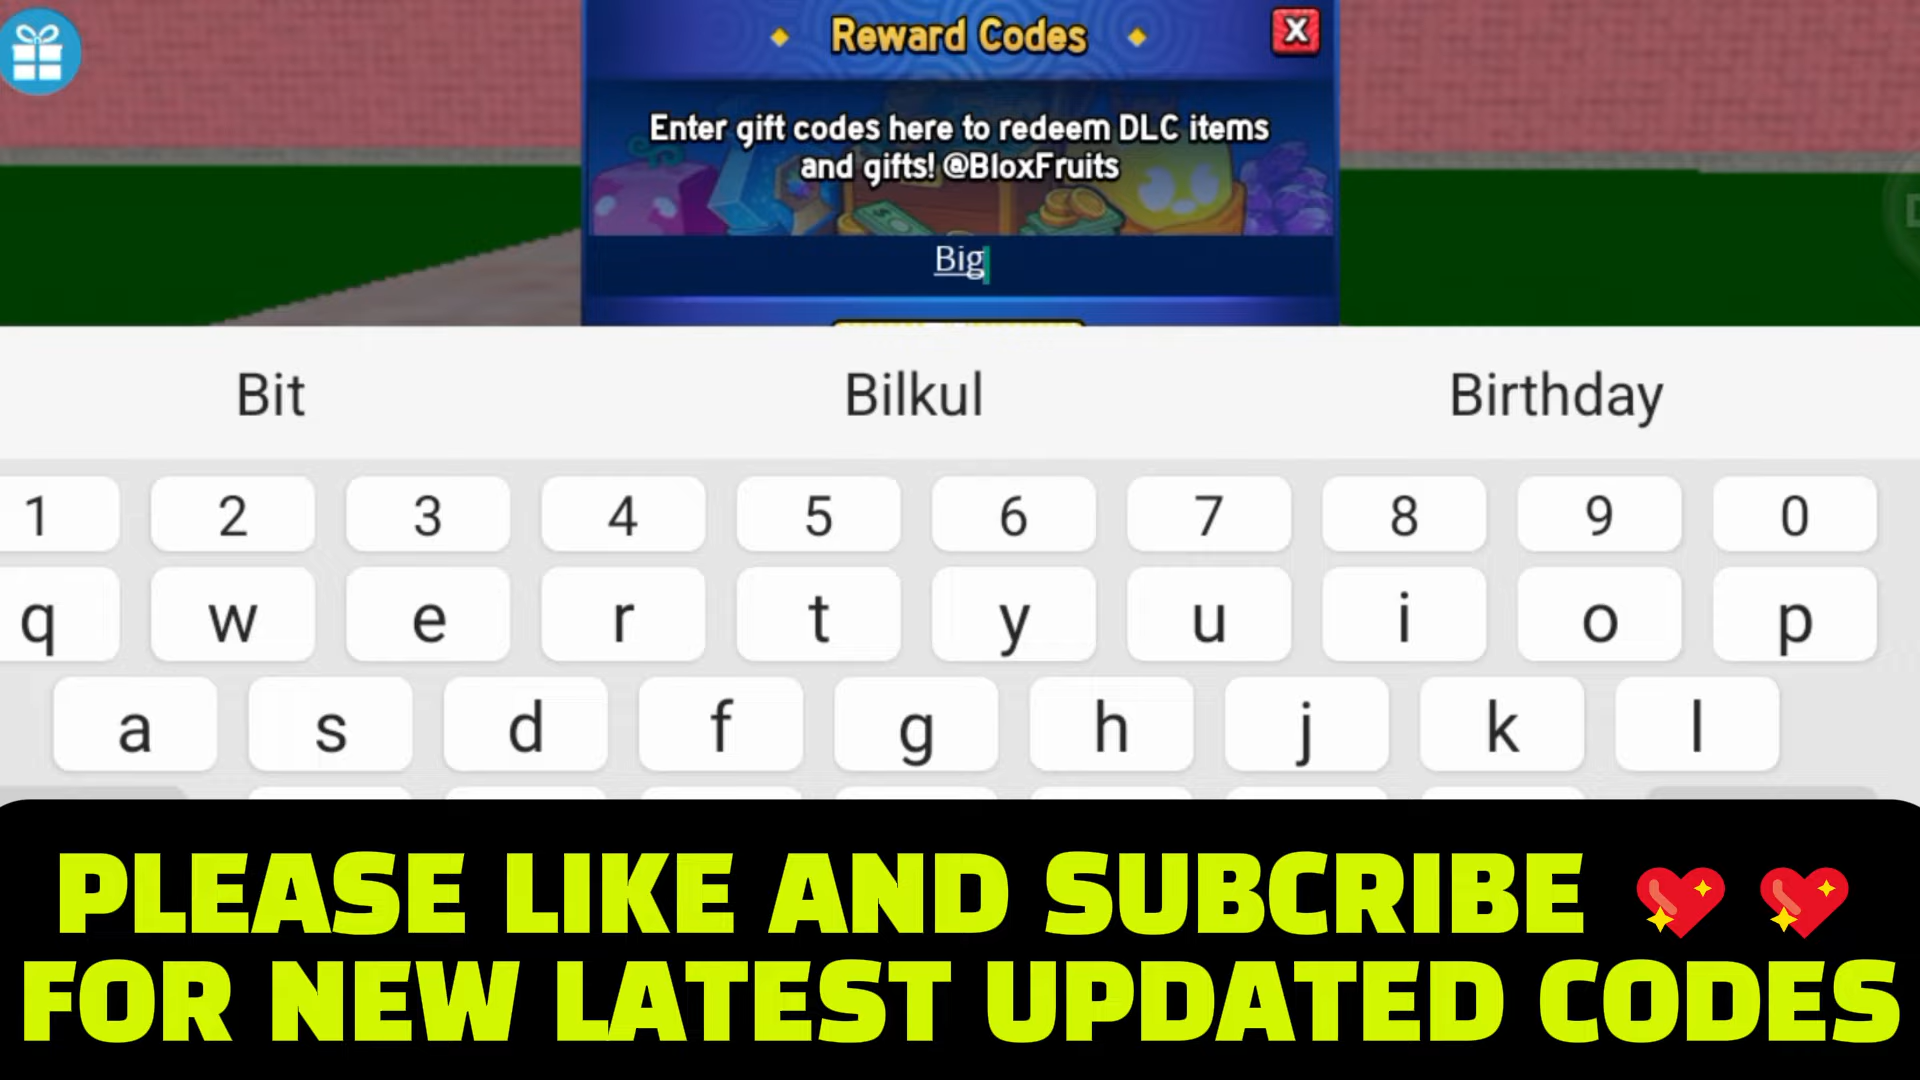 Reward Codes
X
Enter gift codes here to redeem DLC items
and gifts! @BloxFruits
Big
Bit Bilkul Birthday
1 2 3 4 5 6 7 8 9 0
q w e r t y u i o p
a s d f g h j k l
PLEASE LIKE AND SUBCRIBE 💖 💖
FOR NEW LATEST UPDATED CODES